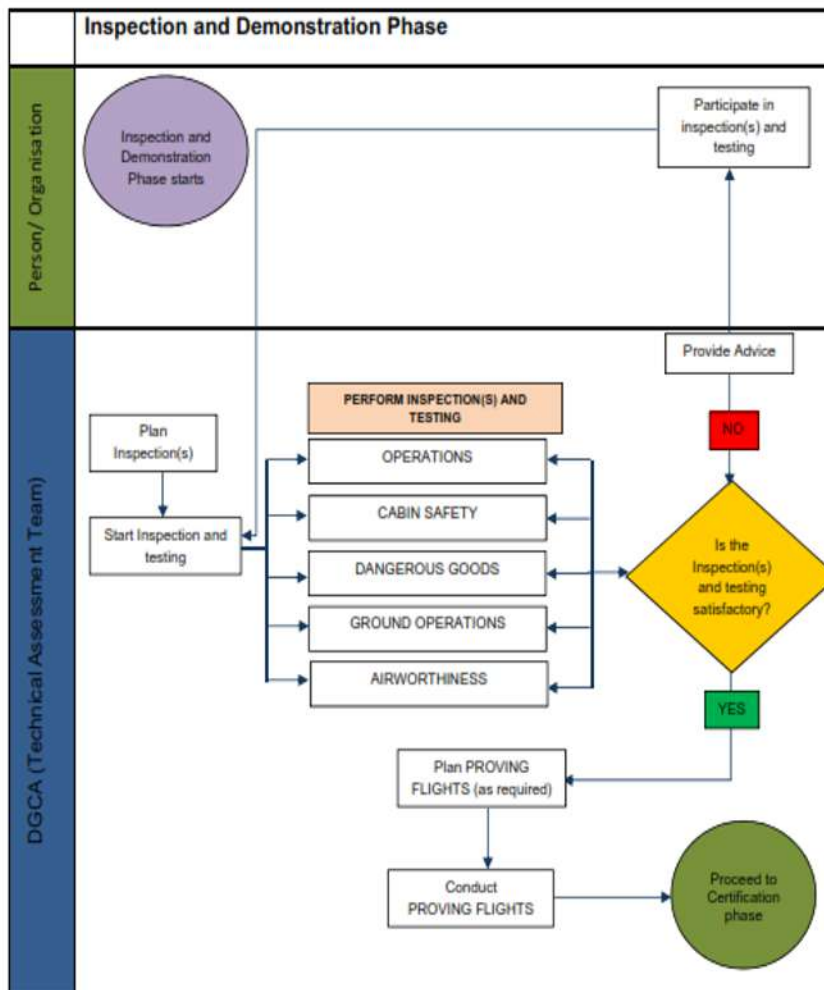 Inspection and Demonstration Phase
Person/ Organisation
Inspection and
Demonstration
Phase starts
Participate in
inspection(s) and
testing
DGCA (Technical Assessment Team)
Provide Advice
NO
PERFORM INSPECTION(S) AND
TESTING
Plan
Inspection(s)
Start Inspection and
testing
OPERATIONS
CABIN SAFETY
DANGEROUS GOODS
GROUND OPERATIONS
AIRWORTHINESS
Is the
Inspection(s)
and testing
satisfactory?
YES
Plan PROVING
FLIGHTS (as required)
Conduct
PROVING FLIGHTS
Proceed to
Certification
phase